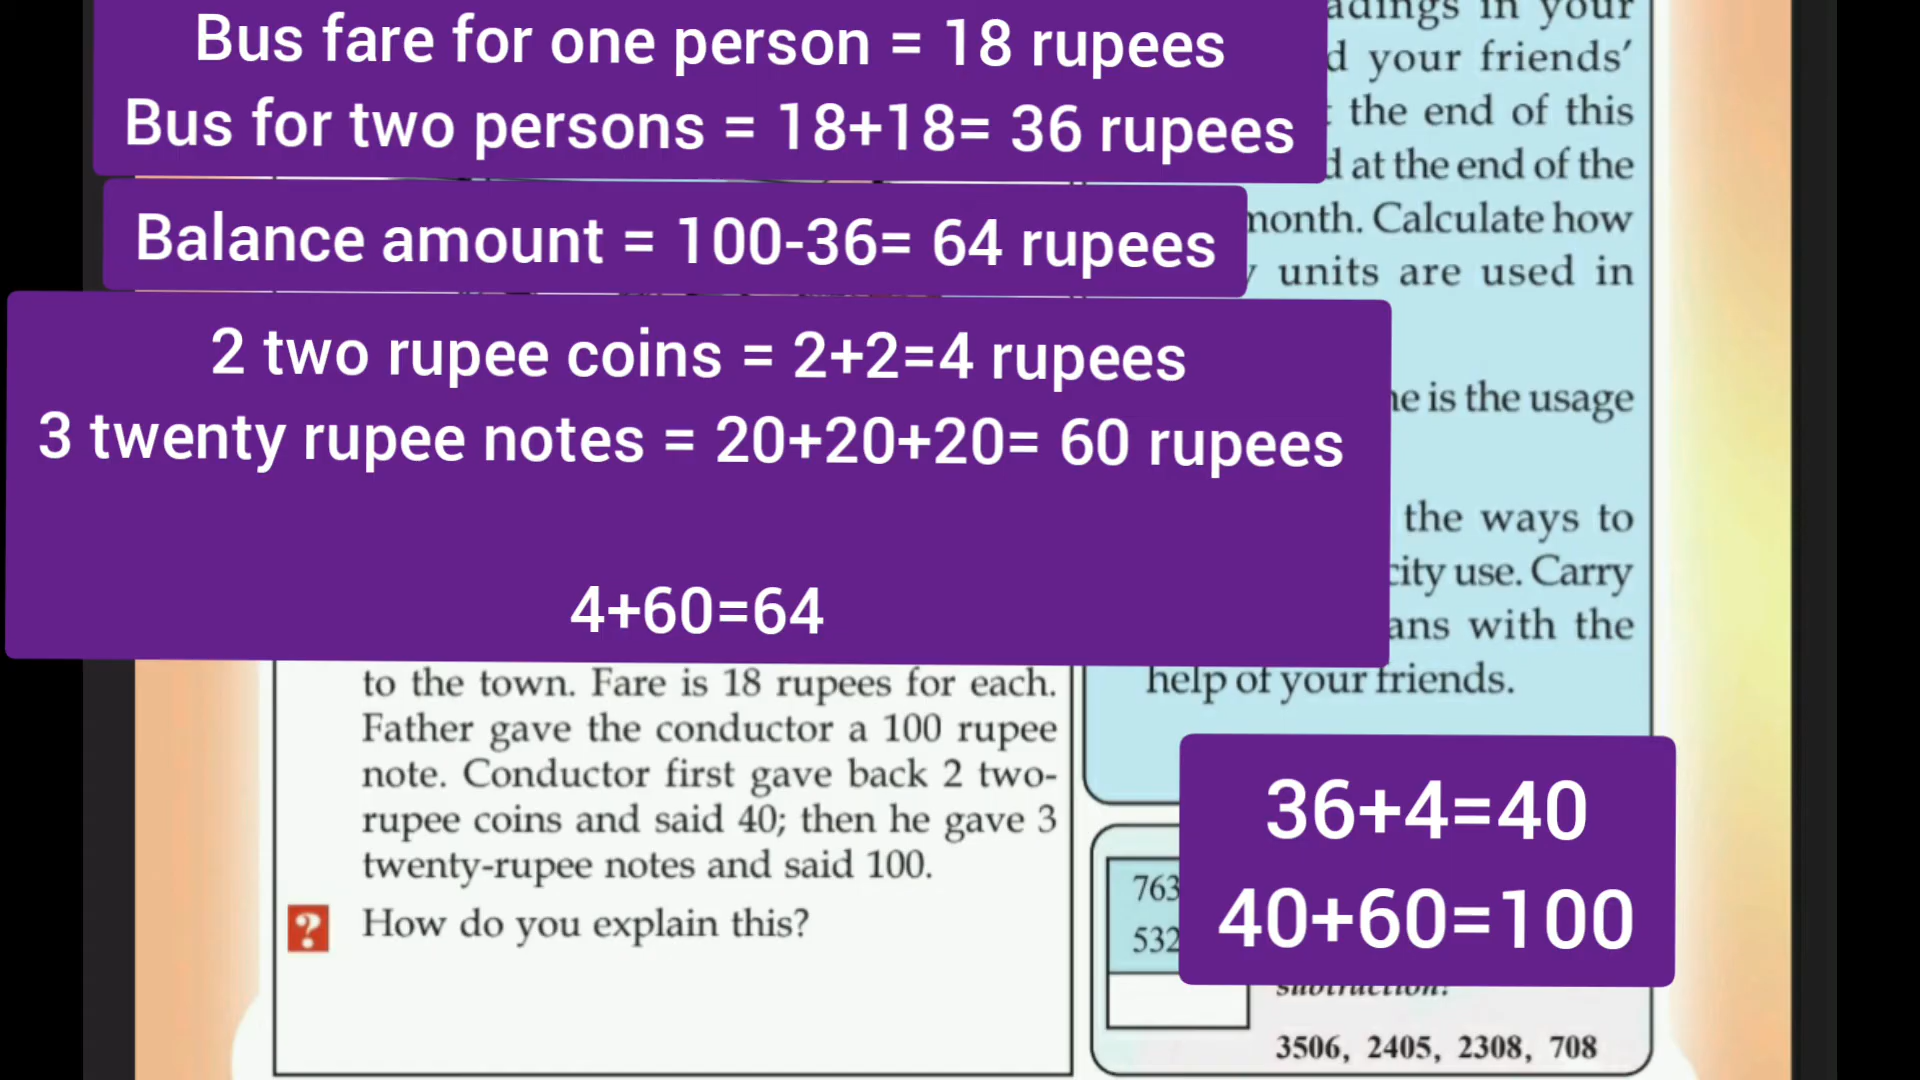 Bus fare for one person = 18 rupees
Bus for two persons = 18+18= 36 rupees
Balance amount = 100-36= 64 rupees
2 two rupee coins = 2+2=4 rupees
3 twenty rupee notes = 20+20+20= 60 rupees
4+60=64
to the town. Fare is 18 rupees for each.
Father gave the conductor a 100 rupee
note. Conductor first gave back 2 two-
rupee coins and said 40; then he gave 3
twenty-rupee notes and said 100.
? How do you explain this?
in your
your friends'
the end of this
at the end of the
month. Calculate how
units are used in
is the usage
the ways to
use. Carry
with the
help of your friends.
36+4=40
40+60=100
763
532
subtraction.
3506, 2405, 2308, 708